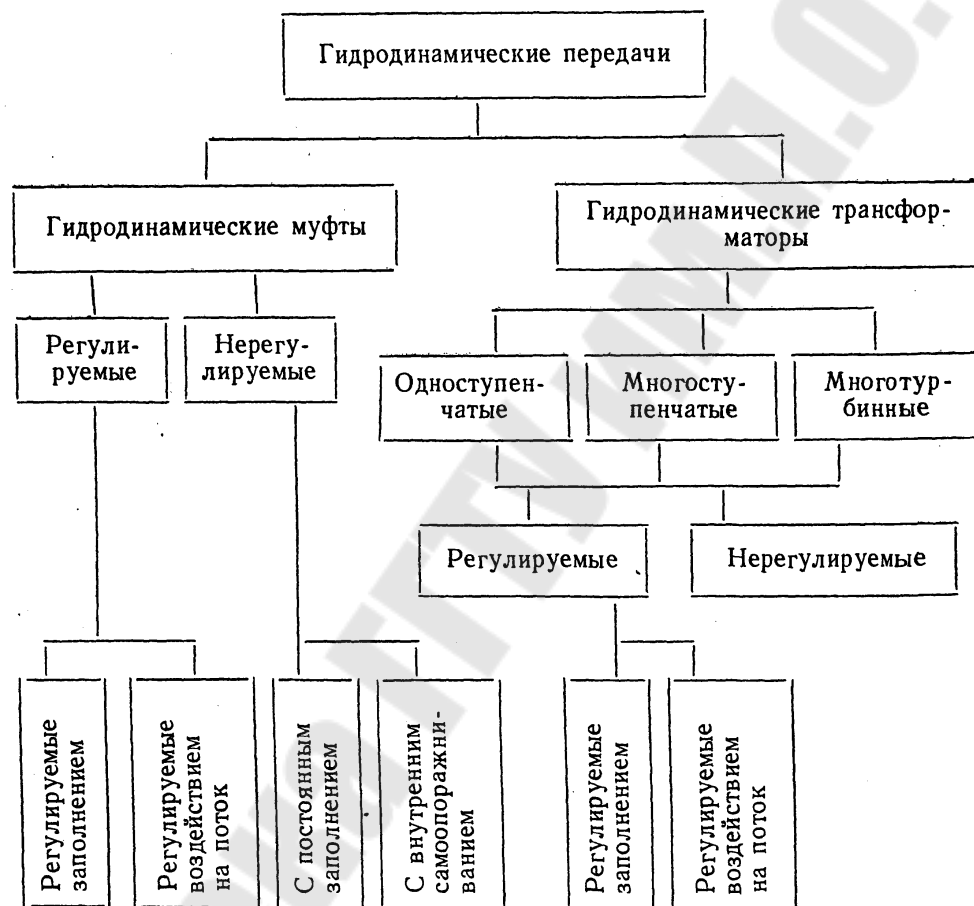 Гидродинамические передачи
Гидродинамические муфты
Гидродинамические трансфор-
маторы
Регули-
руемые
Нерегу-
лируемые
Одноступен-
чатые
Многосту-
пенчатые
Многотур-
бинные
Регулируемые
Нерегулируемые
Регулируемые
заполнением
Регулируемые
воздействием
на поток
С постоянным
заполнением
С внутренним
самоопоражни-
ванием
Регулируемые
заполнением
Регулируемые
воздействием
на поток